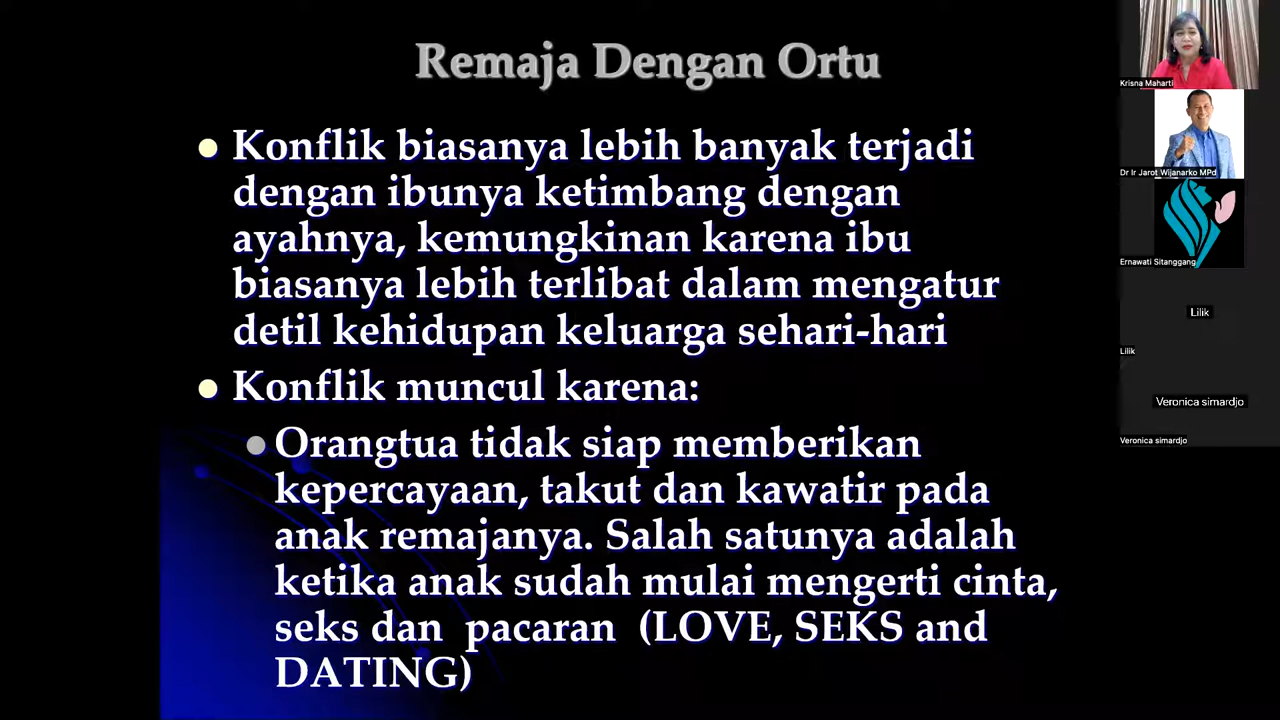 Remaja Dengan Ortu
Konflik biasanya lebih banyak terjadi
dengan ibunya ketimbang dengan
ayahnya, kemungkinan karena ibu
biasanya lebih terlibat dalam mengatur
detil kehidupan keluarga sehari-hari
Konflik muncul karena:
Orangtua tidak siap memberikan
kepercayaan, takut dan kawatir pada
anak remajanya. Salah satunya adalah
ketika anak sudah mulai mengerti cinta,
seks dan pacaran (LOVE, SEKS and
DATING)
Krisna Maharti
Dr Ir Jarot Wijanarko MPd
Ernawati Sitanggang
Lilik
Lilik
Veronica simardjo
Veronica simardjo